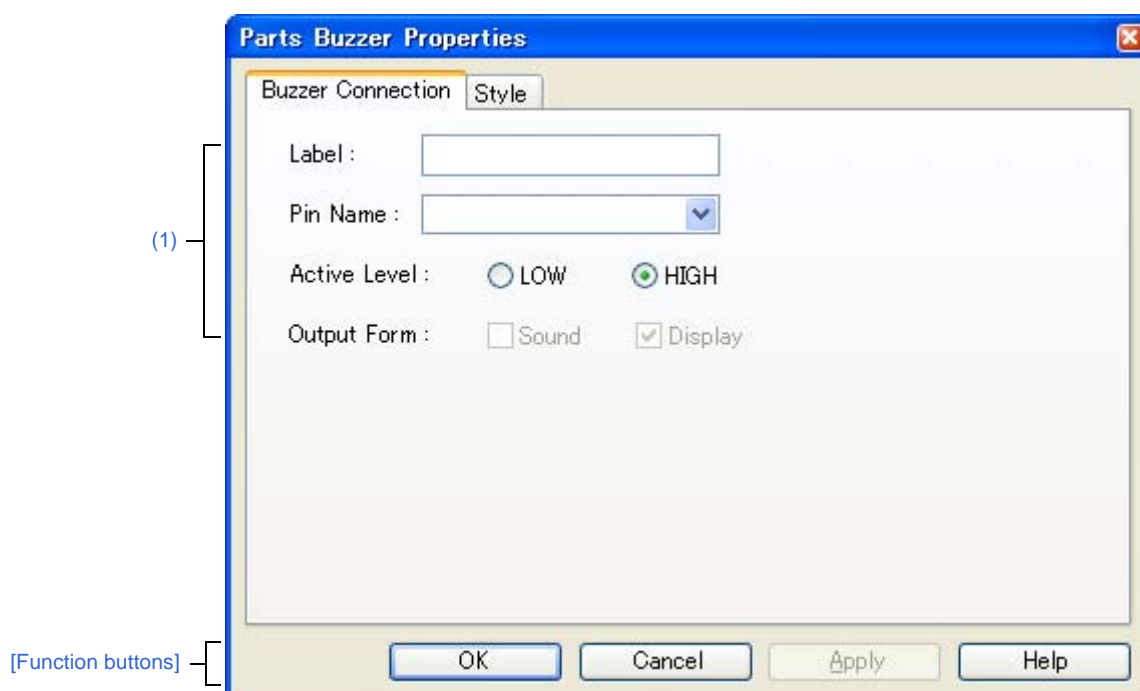 Parts Buzzer Properties
Buzzer Connection Style
Label :
Pin Name :
(1)
Active Level : LOW HIGH
Output Form : Sound Display
[Function buttons] OK Cancel Apply Help